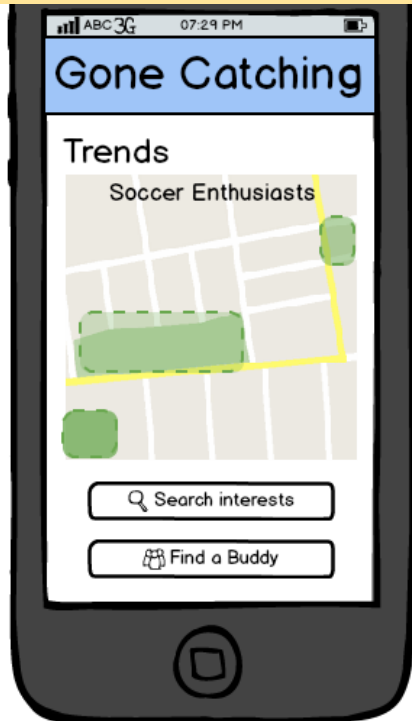 ABC 3G 07:29 PM
Gone Catching
Trends
Soccer Enthusiasts
Search interests
Find a Buddy